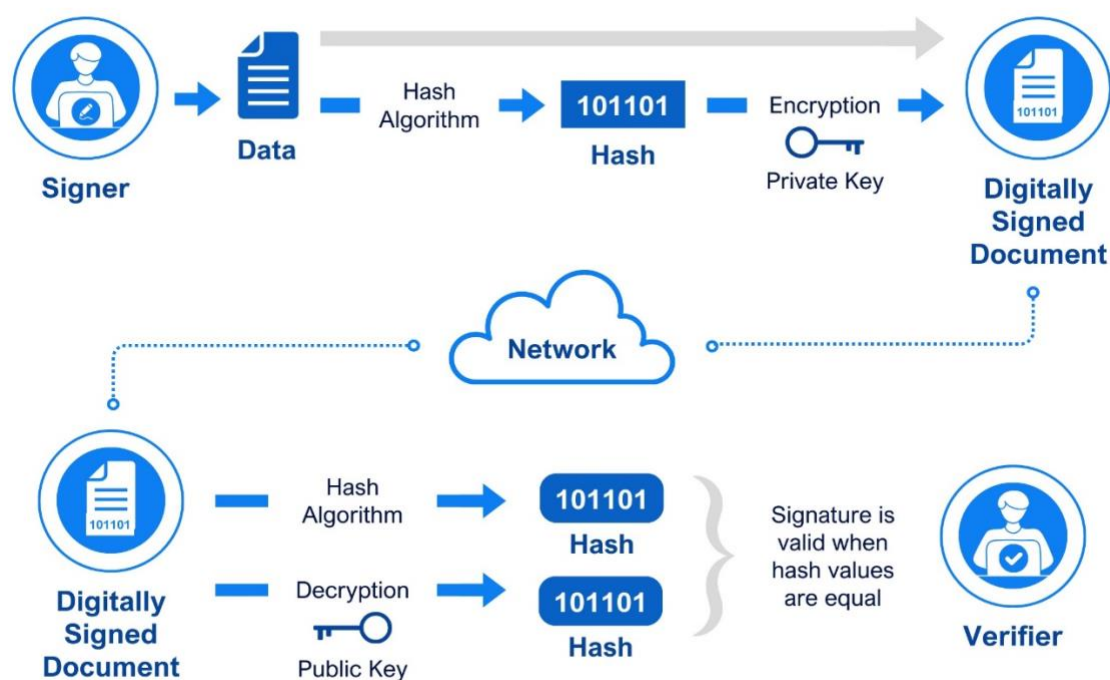 Signer
Data
Hash
Algorithm
101101
Hash
Encryption
Private Key
101101
Digitally
Signed
Document
Network
101101
Digitally
Signed
Document
Hash
Algorithm
101101
Hash
Decryption
Public Key
101101
Hash
Signature is
valid when
hash values
are equal
Verifier